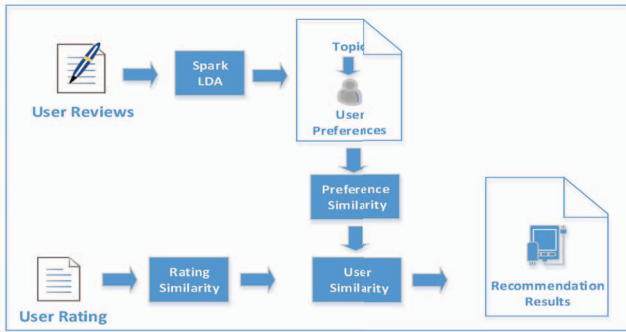 User Reviews
Spark
LDA
Topic
User
Preferences
Preference
Similarity
User Rating
Rating
Similarity
User
Similarity
Recommendation
Results